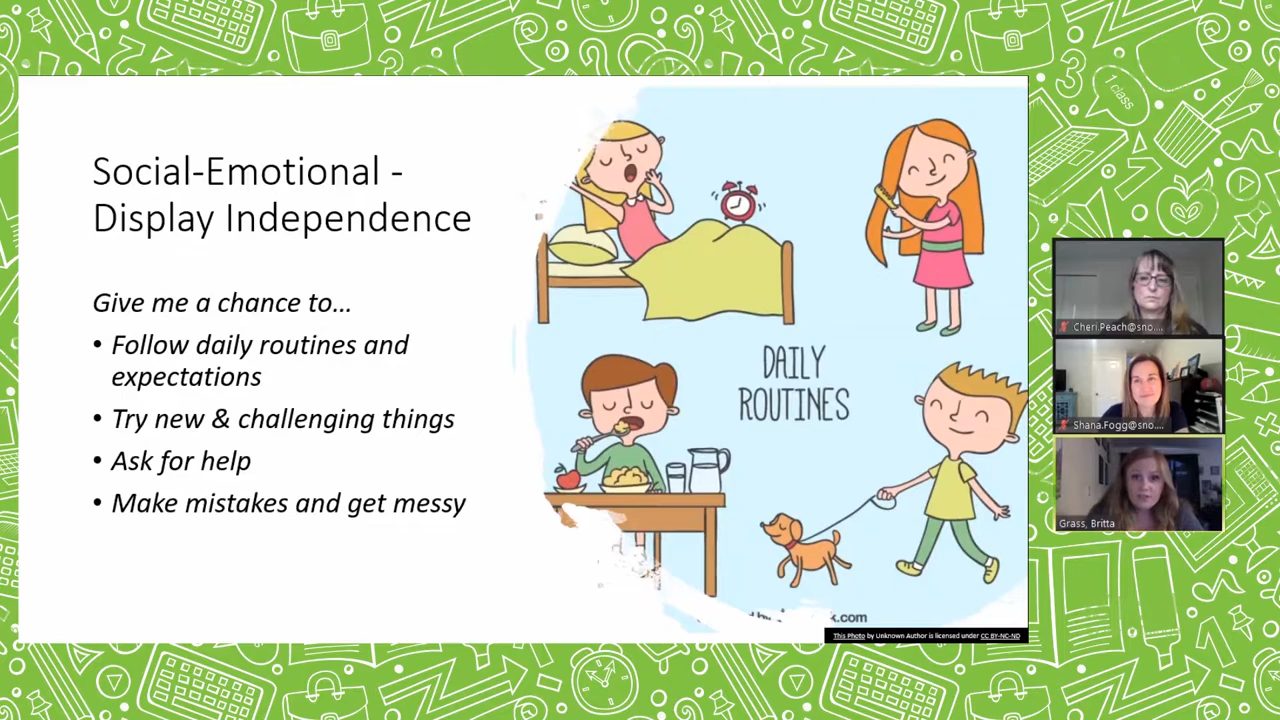 Social-Emotional -
Display Independence
Give me a chance to...
• Follow daily routines and
expectations
• Try new & challenging things
• Ask for help
• Make mistakes and get messy
DAILY
ROUTINES
k.com
This Photo by Unknown Author is licensed under CC BY-NC-ND
Cheri.Peach@sno....
Shana.Fogg@sno....
Grass, Britta
1 class